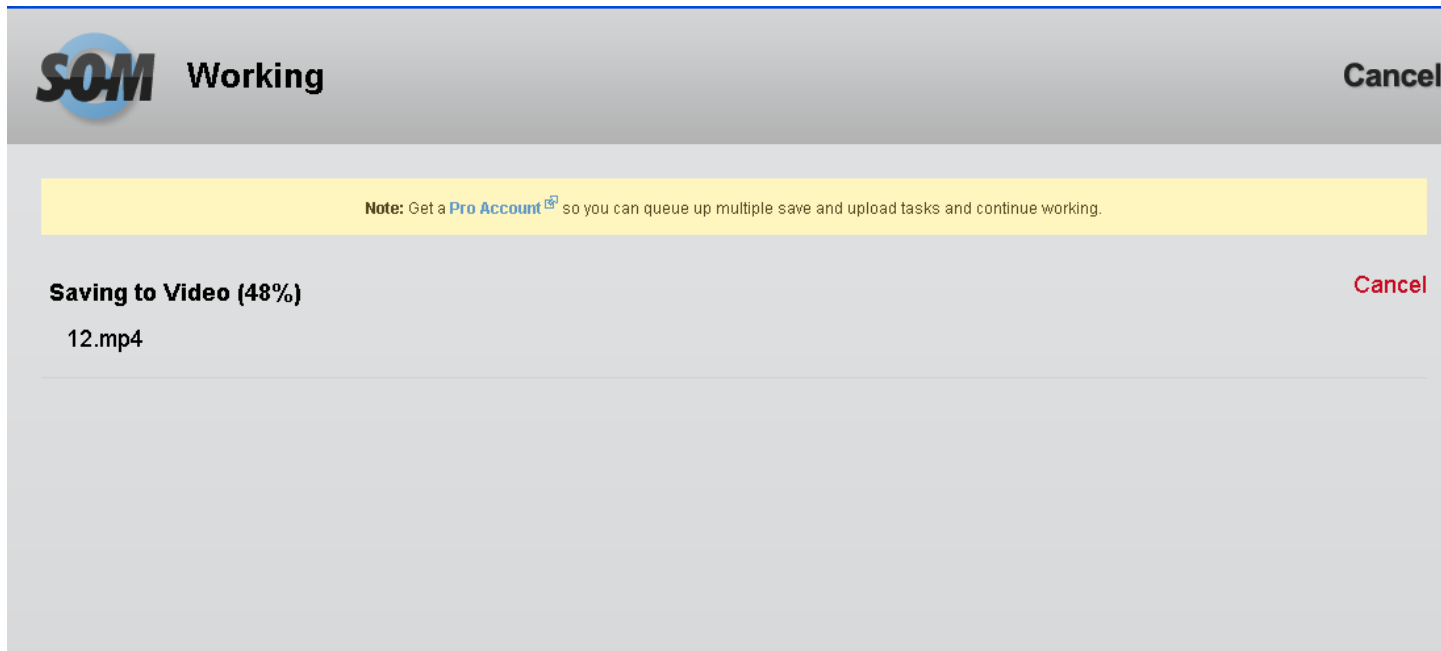 SOM Working Cancel
Note: Get a Pro Account so you can queue up multiple save and upload tasks and continue working.
Saving to Video (48%) Cancel
12.mp4